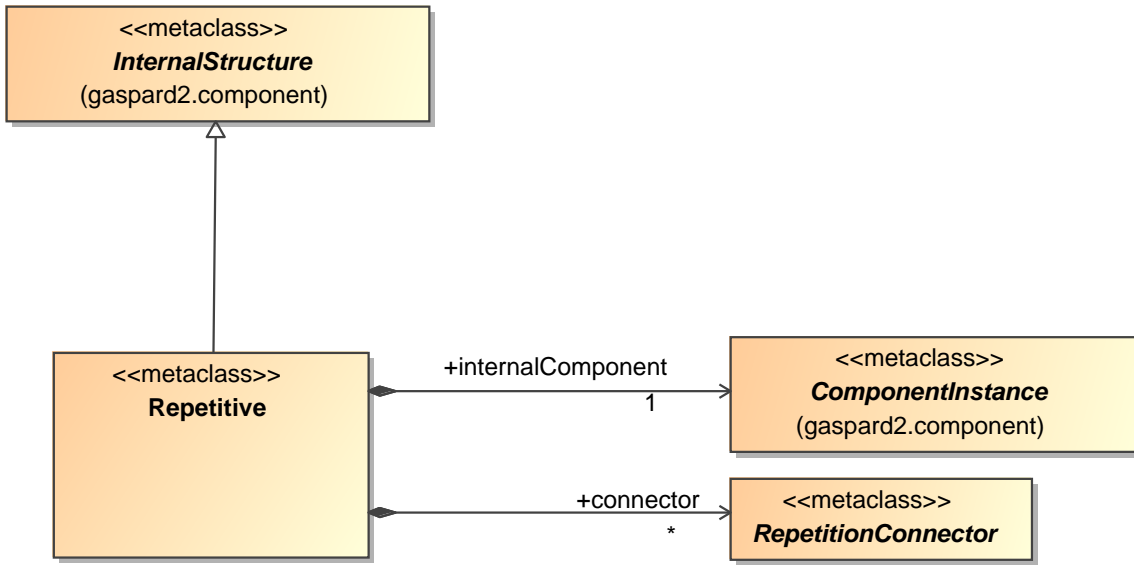 <<metaclass>>
InternalStructure
(gaspard2.component)
<<metaclass>>
Repetitive
+internalComponent
1
<<metaclass>>
ComponentInstance
(gaspard2.component)
+connector
*
<<metaclass>>
RepetitionConnector